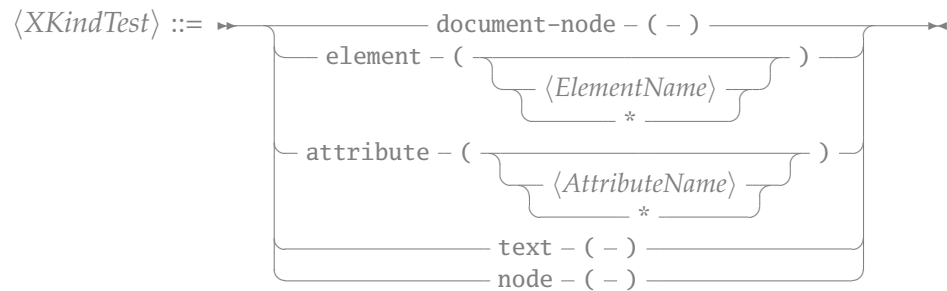 ⟨XKindTest⟩ ::= document-node ( )
element ( )
⟨ElementName⟩
*
attribute ( )
⟨AttributeName⟩
*
text ( )
node ( )